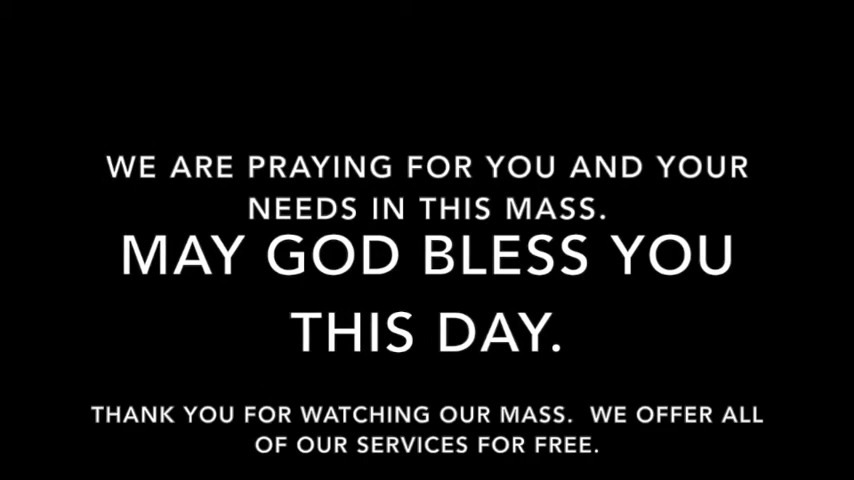 WE ARE PRAYING FOR YOU AND YOUR
NEEDS IN THIS MASS.
MAY GOD BLESS YOU
THIS DAY.
THANK YOU FOR WATCHING OUR MASS.  WE OFFER ALL
OF OUR SERVICES FOR FREE.